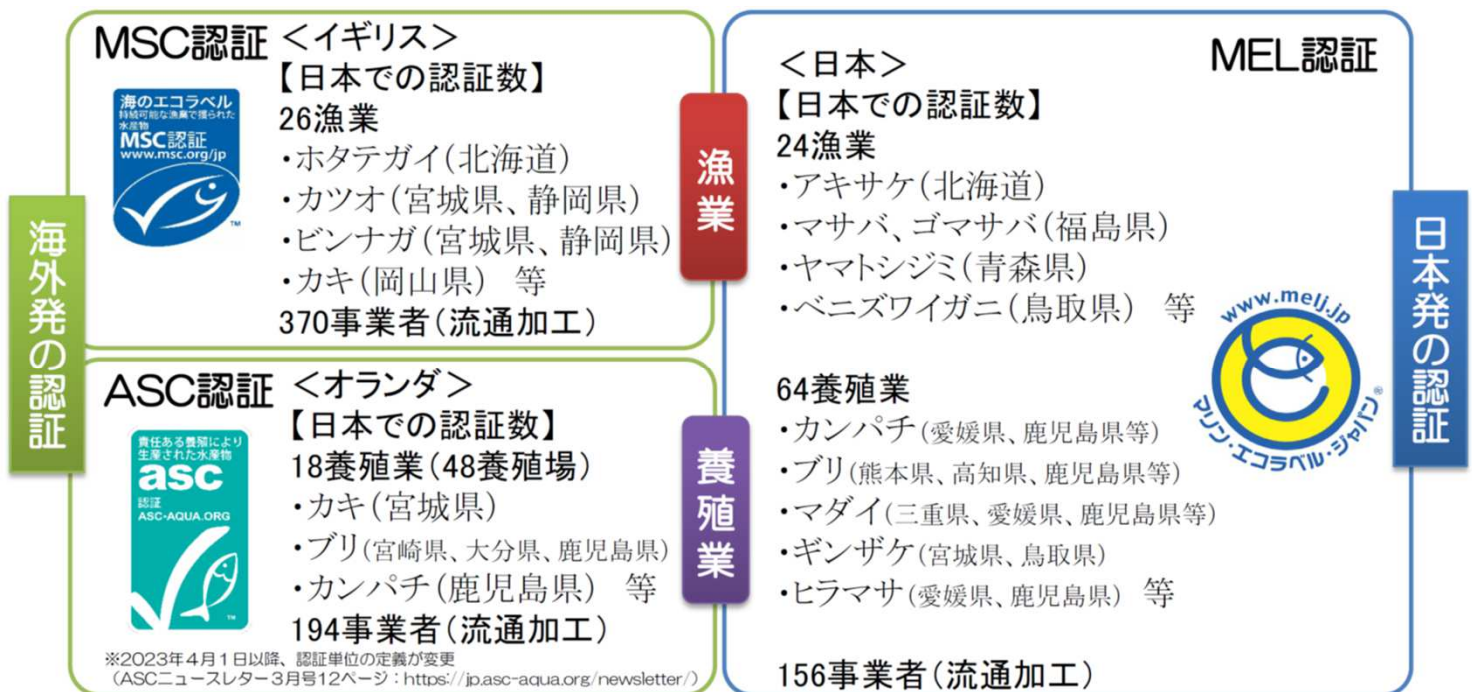 海外発の認証
MSC認証 <イギリス>
【日本での認証数】
26漁業
・ホタテガイ(北海道)
・カツオ(宮城県、静岡県)
・ビンナガ(宮城県、静岡県)
・カキ(岡山県) 等
370事業者(流通加工)
海のエコラベル
持続可能な漁業で獲られた
水産物
MSC認証
www.msc.org/jp
TM
ASC認証 <オランダ>
【日本での認証数】
18養殖業(48養殖場)
・カキ(宮城県)
・ブリ(宮崎県、大分県、鹿児島県)
・カンパチ(鹿児島県) 等
194事業者(流通加工)
責任ある養殖により
生産された水産物
asc
認証
ASC-AQUA.ORG
TM
※2023年4月1日以降、認証単位の定義が変更
(ASCニュースレター3月号12ページ:https://jp.asc-aqua.org/newsletter/)
漁業
養殖業
MEL認証
<日本>
【日本での認証数】
24漁業
・アキサケ(北海道)
・マサバ、ゴマサバ(福島県)
・ヤマトシジミ(青森県)
・ベニズワイガニ(鳥取県) 等
64養殖業
・カンパチ(愛媛県、鹿児島県等)
・ブリ(熊本県、高知県、鹿児島県等)
・マダイ(三重県、愛媛県、鹿児島県等)
・ギンザケ(宮城県、鳥取県)
・ヒラマサ(愛媛県、鹿児島県) 等
156事業者(流通加工)
www.melj.jp
マリン・エコラベル・ジャパン®
日本発の認証